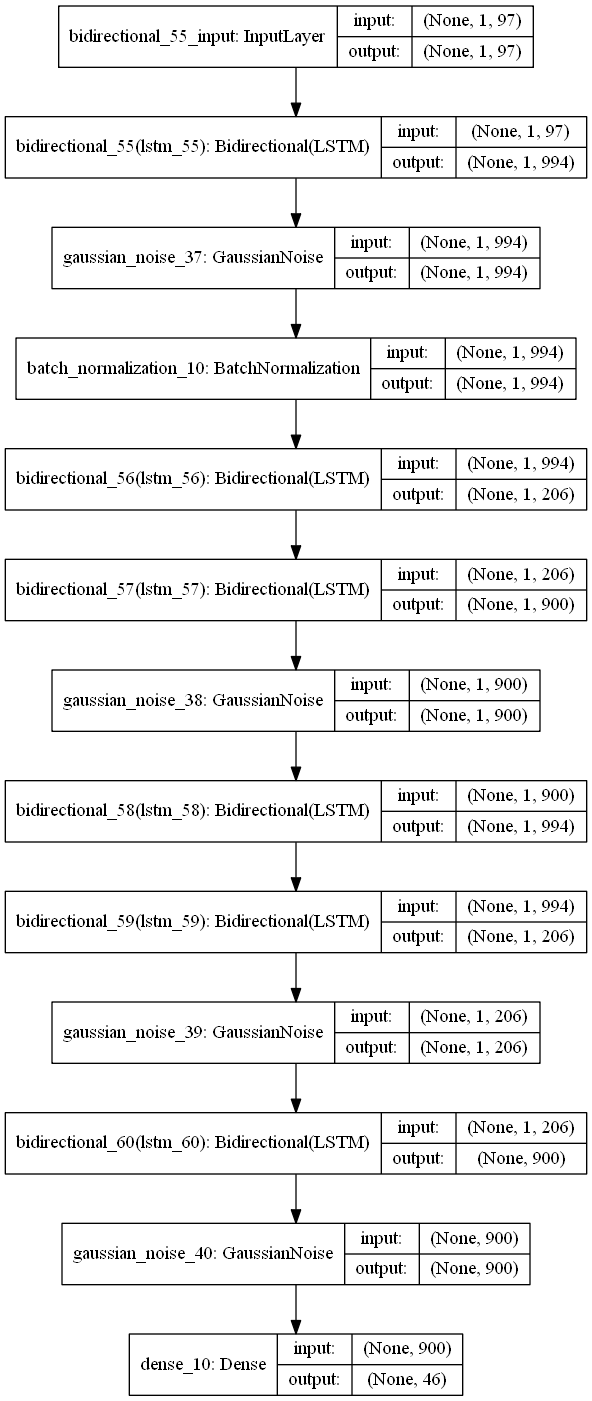 bidirectional_55_input: InputLayer
input: (None, 1, 97)
output: (None, 1, 97)
bidirectional_55(lstm_55): Bidirectional(LSTM)
input: (None, 1, 97)
output: (None, 1, 994)
gaussian_noise_37: GaussianNoise
input: (None, 1, 994)
output: (None, 1, 994)
batch_normalization_10: BatchNormalization
input: (None, 1, 994)
output: (None, 1, 994)
bidirectional_56(lstm_56): Bidirectional(LSTM)
input: (None, 1, 994)
output: (None, 1, 206)
bidirectional_57(lstm_57): Bidirectional(LSTM)
input: (None, 1, 206)
output: (None, 1, 900)
gaussian_noise_38: GaussianNoise
input: (None, 1, 900)
output: (None, 1, 900)
bidirectional_58(lstm_58): Bidirectional(LSTM)
input: (None, 1, 900)
output: (None, 1, 994)
bidirectional_59(lstm_59): Bidirectional(LSTM)
input: (None, 1, 994)
output: (None, 1, 206)
gaussian_noise_39: GaussianNoise
input: (None, 1, 206)
output: (None, 1, 206)
bidirectional_60(lstm_60): Bidirectional(LSTM)
input: (None, 1, 206)
output: (None, 900)
gaussian_noise_40: GaussianNoise
input: (None, 900)
output: (None, 900)
dense_10: Dense
input: (None, 900)
output: (None, 46)